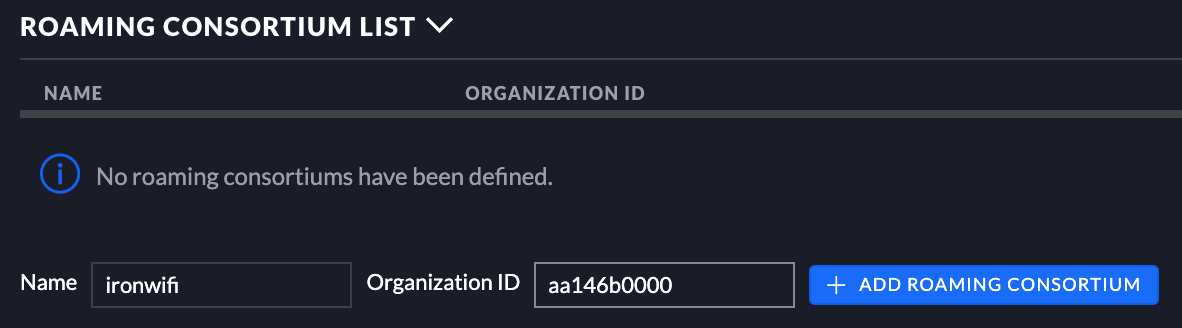 ROAMING CONSORTIUM LIST
NAME ORGANIZATION ID
No roaming consortiums have been defined.
Name ironwifi Organization ID aa146b0000 + ADD ROAMING CONSORTIUM